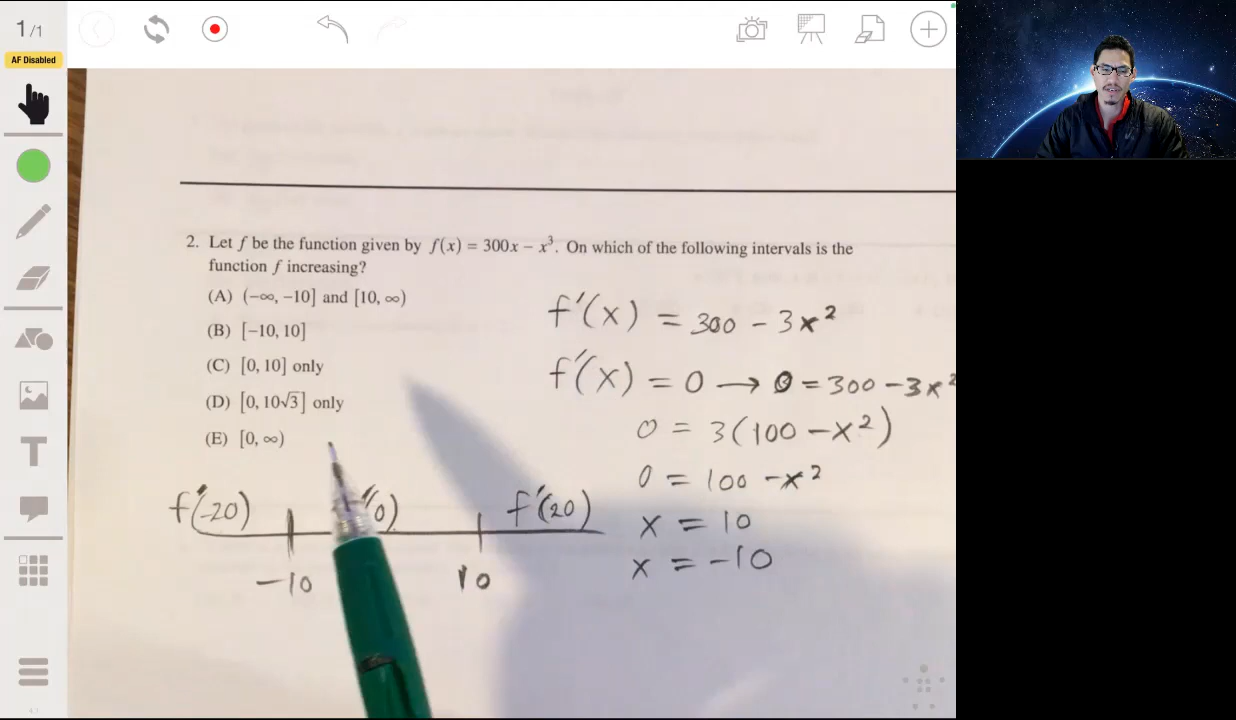 1/1
AF Disabled
2. Let f be the function given by f(x) = 300x − x³. On which of the following intervals is the
function f increasing?
(A) (−∞, −10] and [10, ∞)
(B) [−10, 10]
(C) [0, 10] only
(D) [0, 10√3] only
(E) [0, ∞)
f'(x) = 300 - 3x²
f'(x) = 0 → 0 = 300 - 3x²
0 = 3(100 - x²)
0 = 100 - x²
x = 10
x = -10
f'(-20) '(0) f'(20)
-10 10
T